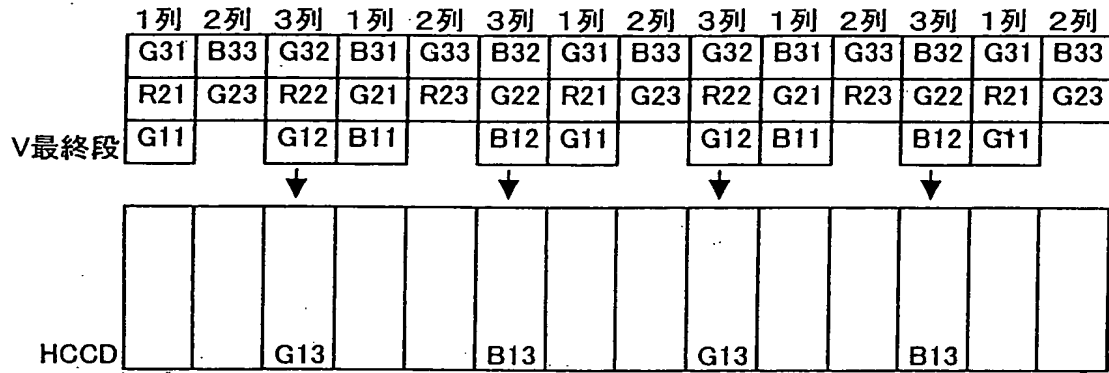 1列 2列 3列 1列 2列 3列 1列 2列 3列 1列 2列 3列 1列 2列
G31 B33 G32 B31 G33 B32 G31 B33 G32 B31 G33 B32 G31 B33
R21 G23 R22 G21 R23 G22 R21 G23 R22 G21 R23 G22 R21 G23
V最終段 G11 G12 B11 B12 G11 G12 B11 B12 G11
HCCD G13 B13 G13 B13